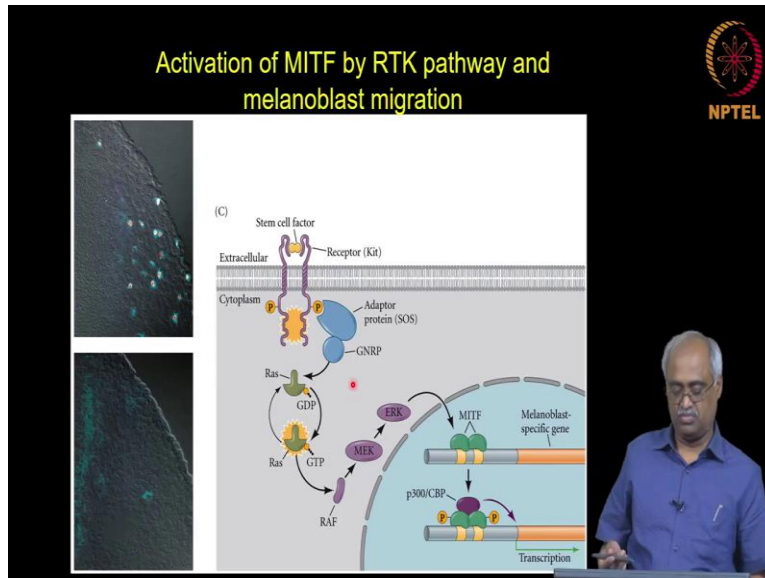 Activation of MITF by RTK pathway and
melanoblast migration
NPTEL
(C)
Stem cell factor
Receptor (Kit)
Extracellular
Cytoplasm
P
P
Adaptor
protein (SOS)
GNRP
Ras
GDP
Ras
GTP
RAF
MEK
ERK
MITF
Melanoblast-
specific gene
p300/CBP
P
P
Transcription